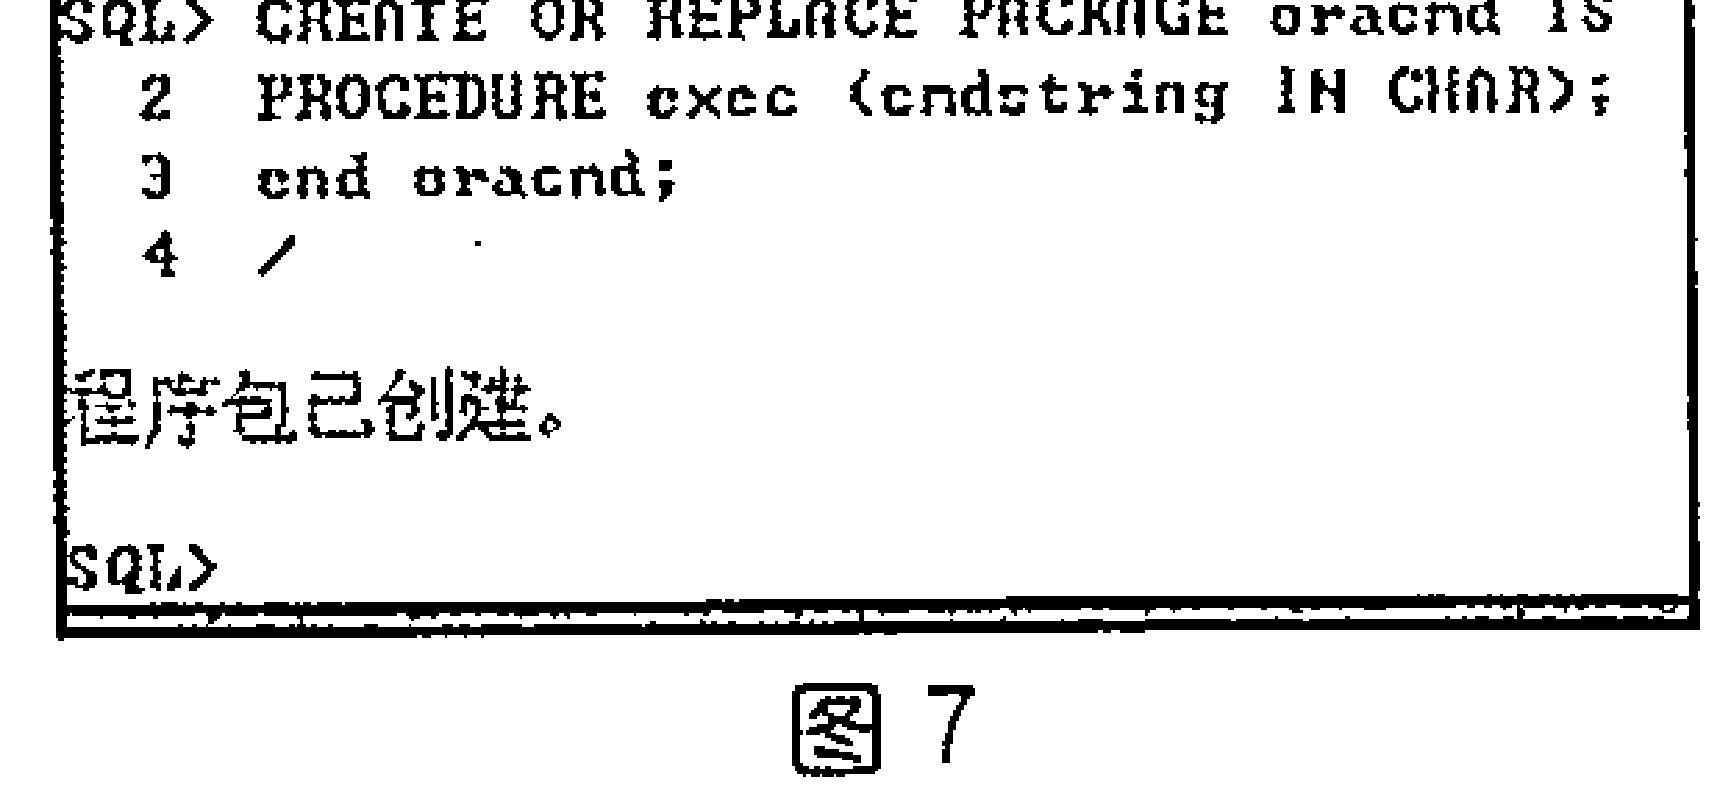 SQL> CREATE OR REPLACE PACKAGE oracmd IS
2 PROCEDURE exec (cmdstring IN CHAR);
3 end oracmd;
4 /
程序包已创建。
SQL>
图 7